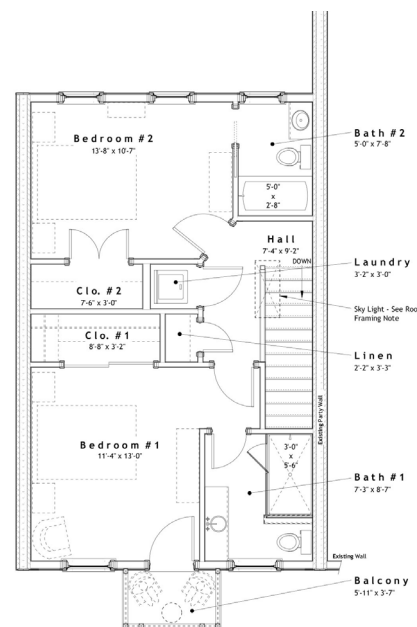 Bedroom #2
13'-8" x 10'-7"
Bath #2
5'-0" x 7'-8"
5'-0"
x
2'-8"
Hall
7'-4" x 9'-2"
DOWN
Laundry
3'-2" x 3'-0"
Clo. #2
7'-6" x 3'-0"
Sky Light - See Roo
Framing Note
Clo. #1
8'-8" x 3'-2"
Linen
2'-2" x 3'-3"
Existing Party Wall
Bedroom #1
11'-4" x 13'-0"
3'-0"
x
5'-6"
Bath #1
7'-3" x 8'-7"
Existing Wall
Balcony
5'-11" x 3'-7"